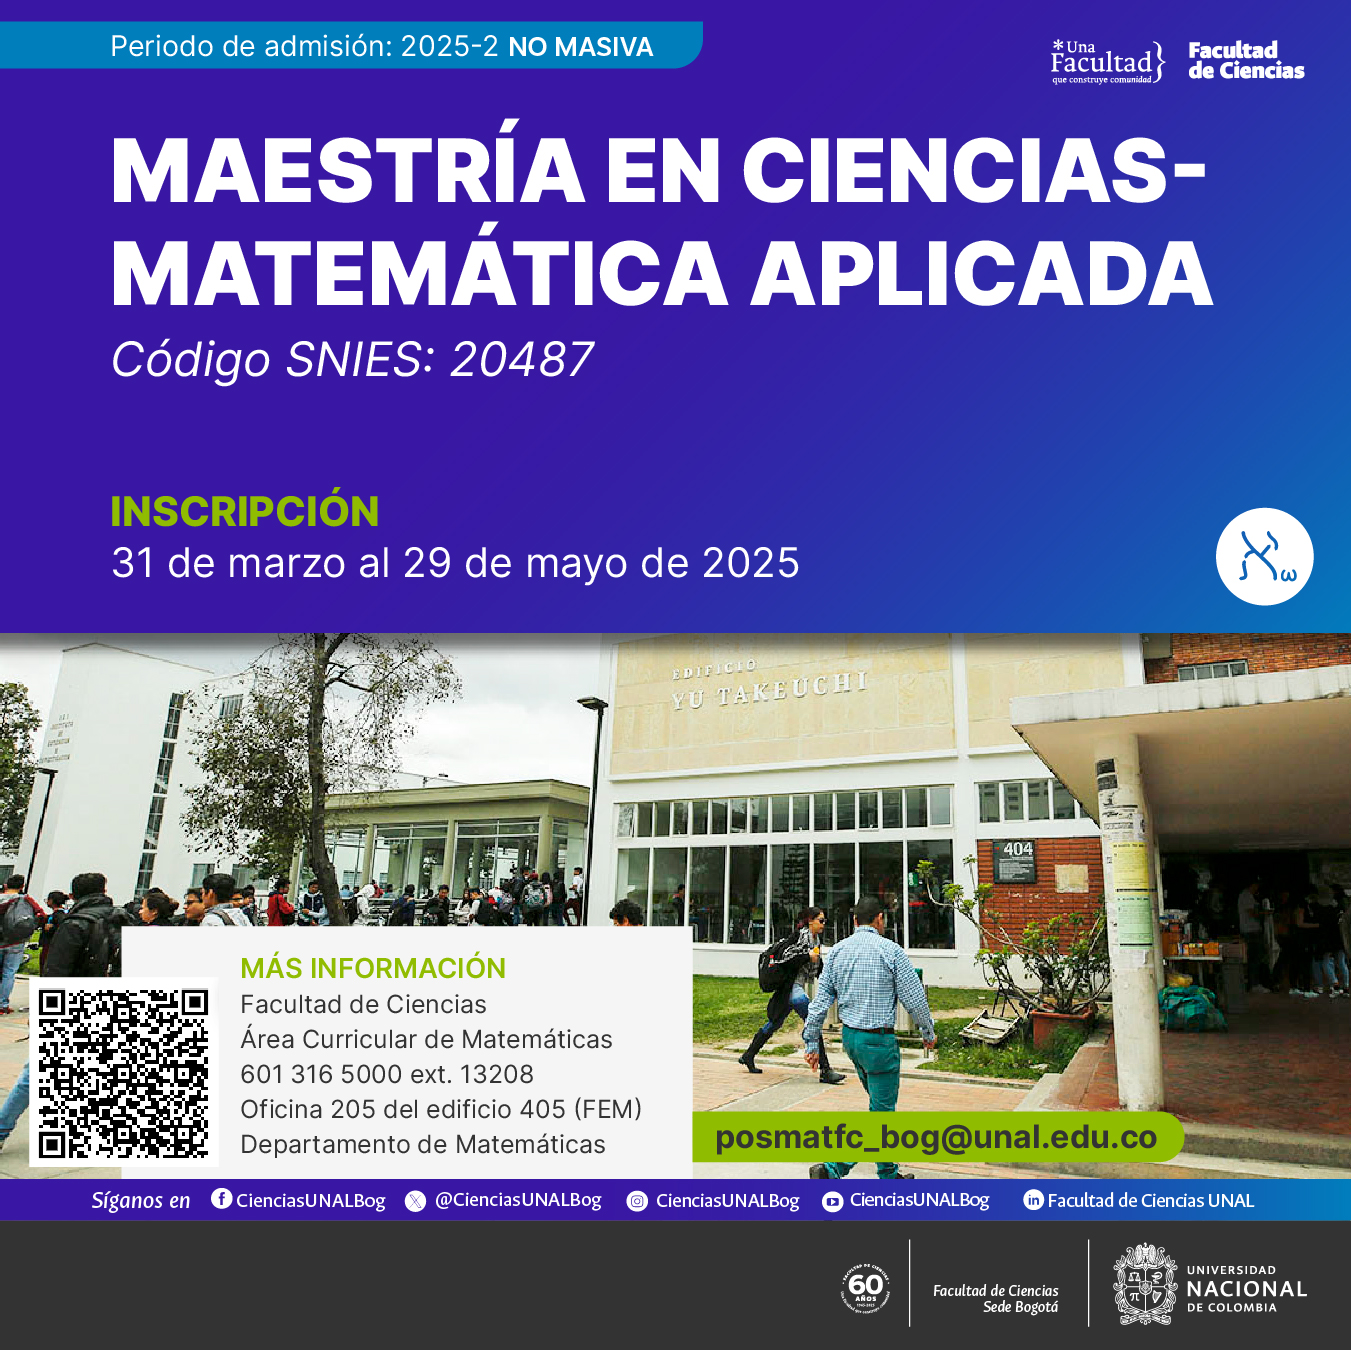 Periodo de admisión: 2025-2 NO MASIVA
*Una
Facultad}
que construye comunidad
Facultad
de Ciencias
MAESTRÍA EN CIENCIAS-
MATEMÁTICA APLICADA
Código SNIES: 20487
INSCRIPCIÓN
31 de marzo al 29 de mayo de 2025
ω
EDIFICIO
YU TAKEUCHI
404
MÁS INFORMACIÓN
Facultad de Ciencias
Área Curricular de Matemáticas
601 316 5000 ext. 13208
Oficina 205 del edificio 405 (FEM)
Departamento de Matemáticas
posmatfc_bog@unal.edu.co
Síganos en CienciasUNALBog @CienciasUNALBog CienciasUNALBog CienciasUNALBog Facultad de Ciencias UNAL
FACULTAD DE CIENCIAS
60
AÑOS
Facultad de Ciencias
Sede Bogotá
UNIVERSIDAD
NACIONAL
DE COLOMBIA